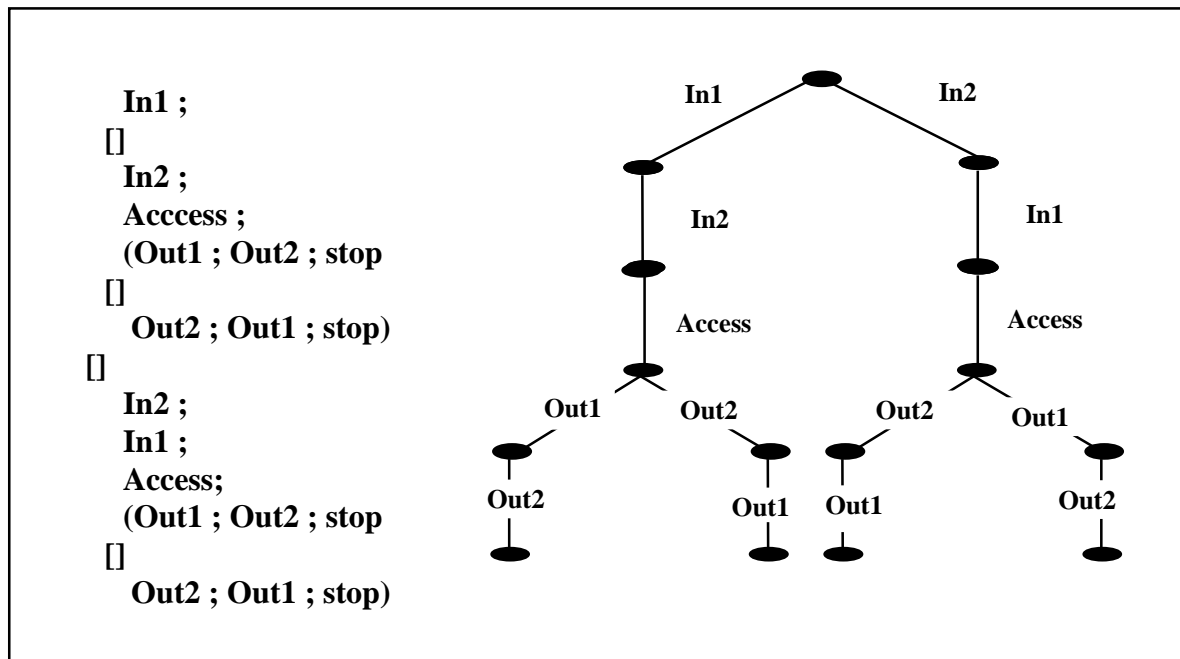 In1 ;
[]
In2 ;
Acccess ;
(Out1 ; Out2 ; stop
[]
Out2 ; Out1 ; stop)
[]
In2 ;
In1 ;
Access;
(Out1 ; Out2 ; stop
[]
Out2 ; Out1 ; stop)
In1 In2
In2 In1
Access Access
Out1 Out2 Out2 Out1
Out2 Out1 Out1 Out2